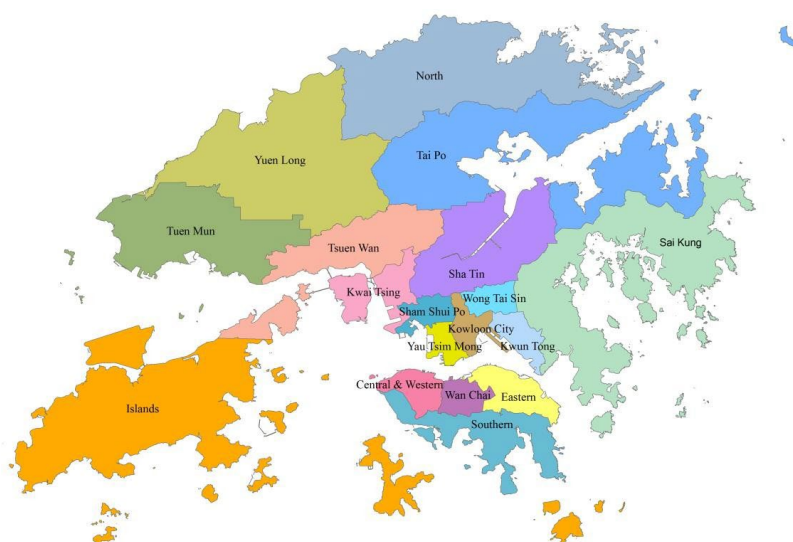 North
Tai Po
Yuen Long
Tuen Mun
Tsuen Wan
Sai Kung
Sha Tin
Kwai Tsing
Wong Tai Sin
Sham Shui Po
Kowloon City
Yau Tsim Mong
Kwun Tong
Central & Western
Wan Chai
Eastern
Islands
Southern